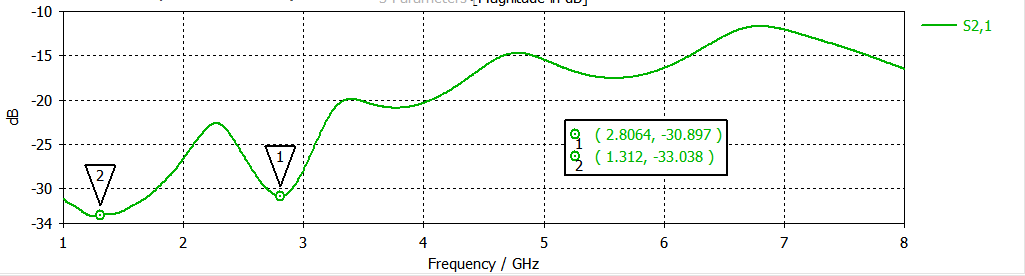 S-Parameters [Magnitude in dB]
-10
S2,1
-15
-20
dB
( 2.8064, -30.897 )
1
-25
( 1.312, -33.038 )
2
1
2
-30
-34
1 2 3 4 5 6 7 8
Frequency / GHz